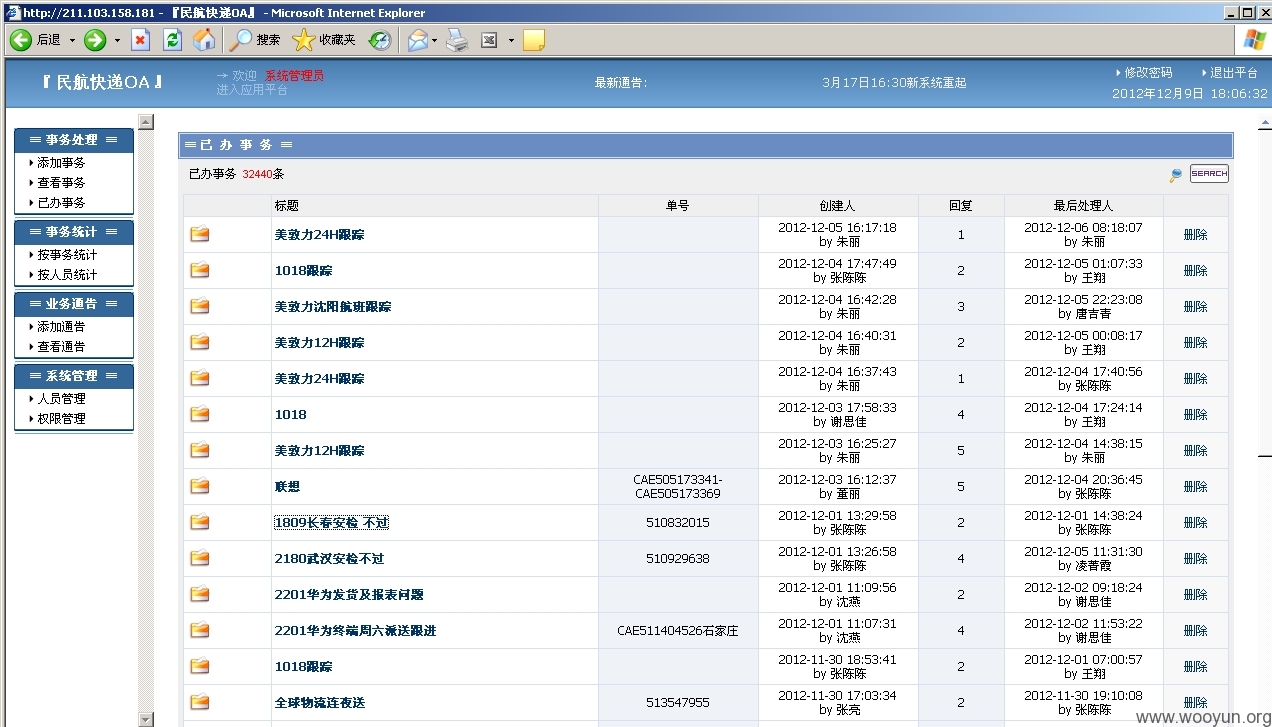 http://211.103.158.181 - 『民航快递OA』 - Microsoft Internet Explorer
后退 搜索 收藏夹
『 民航快递OA 』
→ 欢迎 系统管理员
进入应用平台
最新通告:
3月17日16:30新系统重起
修改密码 退出平台
2012年12月9日 18:06:32
事务处理
添加事务
查看事务
已办事务
事务统计
按事务统计
按人员统计
业务通告
添加通告
查看通告
系统管理
人员管理
权限管理
已 办 事 务
已办事务 32440条
SEARCH
标题 单号 创建人 回复 最后处理人
美敦力24H跟踪 2012-12-05 16:17:18 by 朱丽 1 2012-12-06 08:18:07 by 朱丽 删除
1018跟踪 2012-12-04 17:47:49 by 张陈陈 2 2012-12-05 01:07:33 by 王翔 删除
美敦力沈阳航班跟踪 2012-12-04 16:42:28 by 朱丽 3 2012-12-05 22:23:08 by 唐吉青 删除
美敦力12H跟踪 2012-12-04 16:40:31 by 朱丽 2 2012-12-05 00:08:17 by 王翔 删除
美敦力24H跟踪 2012-12-04 16:37:43 by 朱丽 1 2012-12-04 17:40:56 by 张陈陈 删除
1018 2012-12-03 17:58:33 by 谢思佳 4 2012-12-04 17:24:14 by 王翔 删除
美敦力12H跟踪 2012-12-03 16:25:27 by 朱丽 5 2012-12-04 14:38:15 by 朱丽 删除
联想 CAE505173341-CAE505173369 2012-12-03 16:12:37 by 董丽 5 2012-12-04 20:36:45 by 张陈陈 删除
1809长春安检 不过 510832015 2012-12-01 13:29:58 by 张陈陈 2 2012-12-01 14:38:24 by 张陈陈 删除
2180武汉安检不过 510929638 2012-12-01 13:26:58 by 张陈陈 4 2012-12-05 11:31:30 by 凌菁霞 删除
2201华为发货及报表问题 2012-12-01 11:09:56 by 沈燕 2 2012-12-02 09:18:24 by 谢思佳 删除
2201华为终端周六派送跟进 CAE511404526石家庄 2012-12-01 11:07:31 by 沈燕 4 2012-12-02 11:53:22 by 谢思佳 删除
1018跟踪 2012-11-30 18:53:41 by 张陈陈 2 2012-12-01 07:00:57 by 王翔 删除
全球物流连夜送 513547955 2012-11-30 17:03:34 by 张亮 2 2012-11-30 19:10:08 by 张陈陈 删除
www.wooyun.org